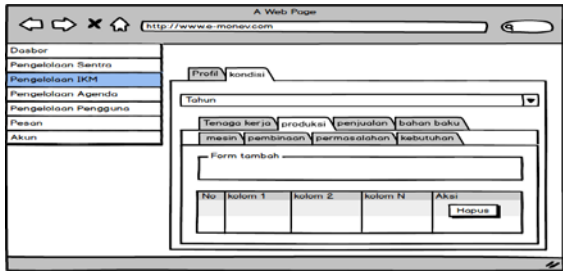 A Web Page
http://www.e-monev.com
Dasbor
Pengelolaan Sentra
Pengelolaan IKM
Pengelolaan Agenda
Pengelolaan Pengguna
Pesan
Akun
Profil kondisi
Tahun
Tenaga kerja produksi penjualan bahan baku
mesin pembinaan permasalahan kebutuhan
Form tambah
No kolom 1 kolom 2 kolom N Aksi
Hapus